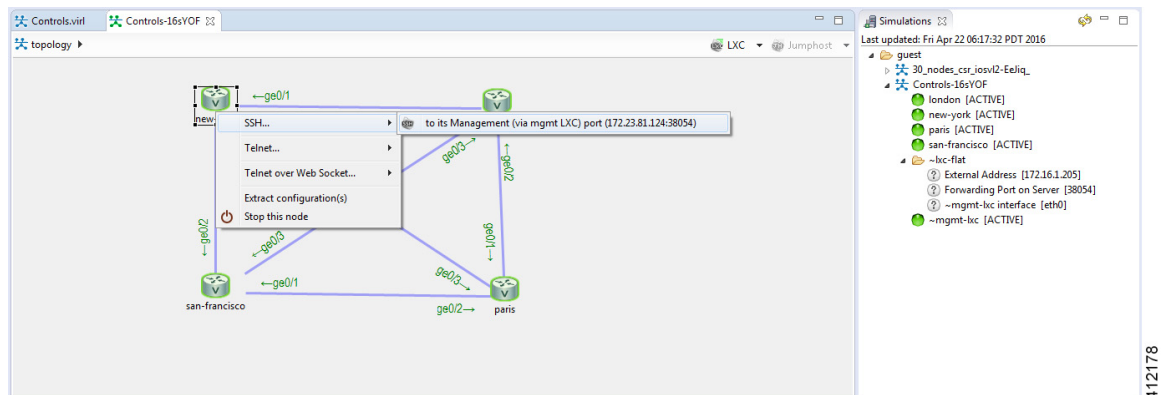 Controls.virl
Controls-16sYOF
topology
LXC
Jumphost
←ge0/1
new-
SSH...
to its Management (via mgmt LXC) port (172.23.81.124:38054)
Telnet...
Telnet over Web Socket...
Extract configuration(s)
Stop this node
ge0/3→
←ge0/2
←ge0/2
ge0/1→
←ge0/3
ge0/3→
←ge0/1
ge0/2→
san-francisco
paris
Simulations
Last updated: Fri Apr 22 06:17:32 PDT 2016
guest
30_nodes_csr_iosvl2-EeJiq_
Controls-16sYOF
london [ACTIVE]
new-york [ACTIVE]
paris [ACTIVE]
san-francisco [ACTIVE]
~lxc-flat
External Address [172.16.1.205]
Forwarding Port on Server [38054]
~mgmt-lxc interface [eth0]
~mgmt-lxc [ACTIVE]
412178